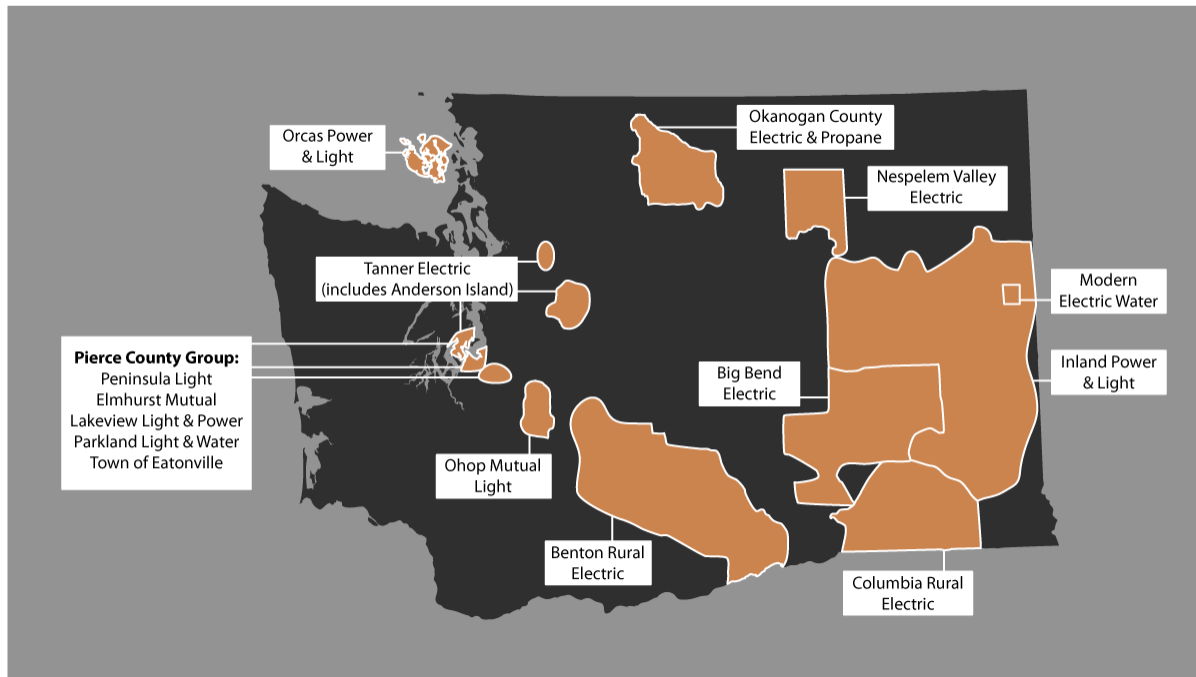 Orcas Power
& Light
Okanogan County
Electric & Propane
Nespelem Valley
Electric
Tanner Electric
(includes Anderson Island)
Modern
Electric Water
Pierce County Group:
Peninsula Light
Elmhurst Mutual
Lakeview Light & Power
Parkland Light & Water
Town of Eatonville
Big Bend
Electric
Inland Power
& Light
Ohop Mutual
Light
Benton Rural
Electric
Columbia Rural
Electric